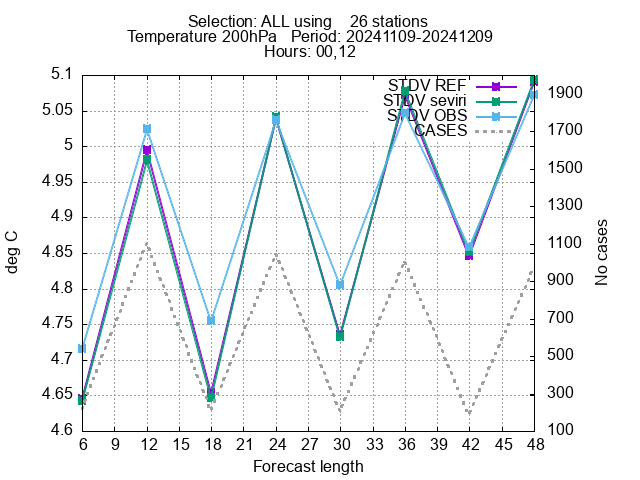 Selection: ALL using    26 stations
Temperature 200hPa   Period: 20241109-20241209
Hours: 00,12
5.1
5.05
5
4.95
4.9
4.85
4.8
4.75
4.7
4.65
4.6
deg C
STDV REF
STDV seviri
STDV OBS
CASES
1900
1700
1500
1300
1100
900
700
500
300
100
No cases
6 9 12 15 18 21 24 27 30 33 36 39 42 45 48
Forecast length